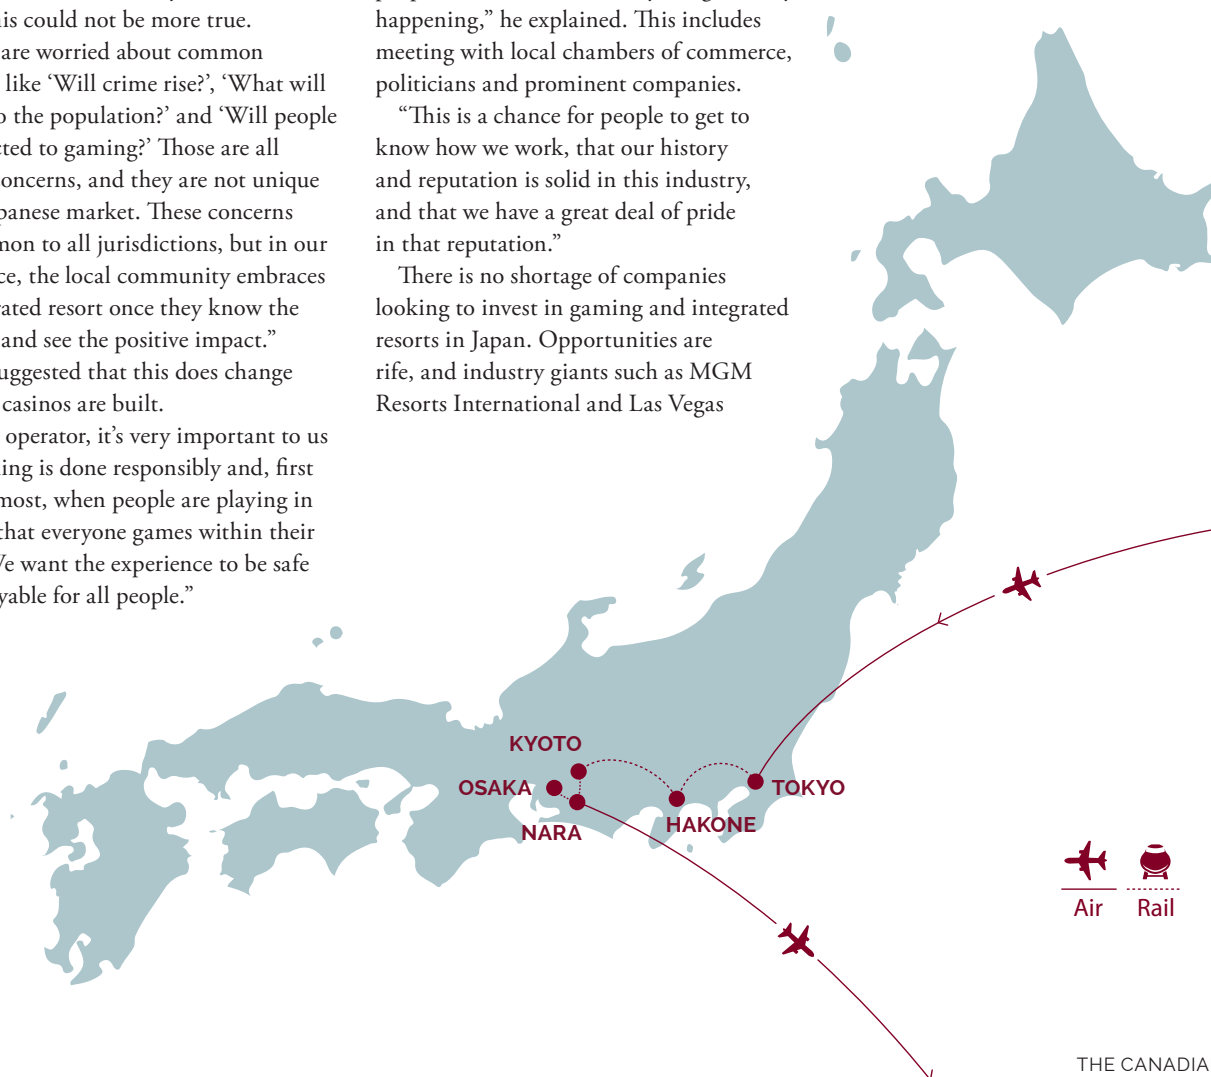 his could not be more true.
are worried about common
like ‘Will crime rise?’, ‘What will
o the population?’ and ‘Will people
cted to gaming?’ Those are all
oncerns, and they are not unique
panese market. These concerns
mon to all jurisdictions, but in our
ce, the local community embraces
rated resort once they know the
and see the positive impact.”
uggested that this does change
casinos are built.
operator, it’s very important to us
ing is done responsibly and, first
most, when people are playing in
that everyone games within their
We want the experience to be safe
yable for all people.”
happening,” he explained. This includes
meeting with local chambers of commerce,
politicians and prominent companies.
“This is a chance for people to get to
know how we work, that our history
and reputation is solid in this industry,
and that we have a great deal of pride
in that reputation.”
There is no shortage of companies
looking to invest in gaming and integrated
resorts in Japan. Opportunities are
rife, and industry giants such as MGM
Resorts International and Las Vegas
KYOTO
OSAKA
NARA
HAKONE
TOKYO
Air
Rail
THE CANADIA